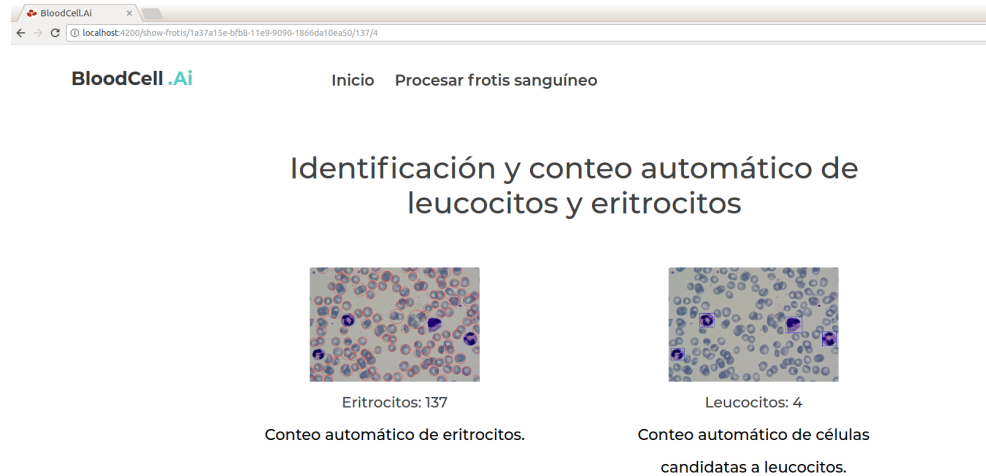 BloodCell.Ai
localhost:4200/show-frotis/1a37a15e-bfb8-11e9-9090-1866da10ea50/137/4
BloodCell .Ai Inicio Procesar frotis sanguíneo
Identificación y conteo automático de
leucocitos y eritrocitos
Eritrocitos: 137
Conteo automático de eritrocitos.
Leucocitos: 4
Conteo automático de células
candidatas a leucocitos.